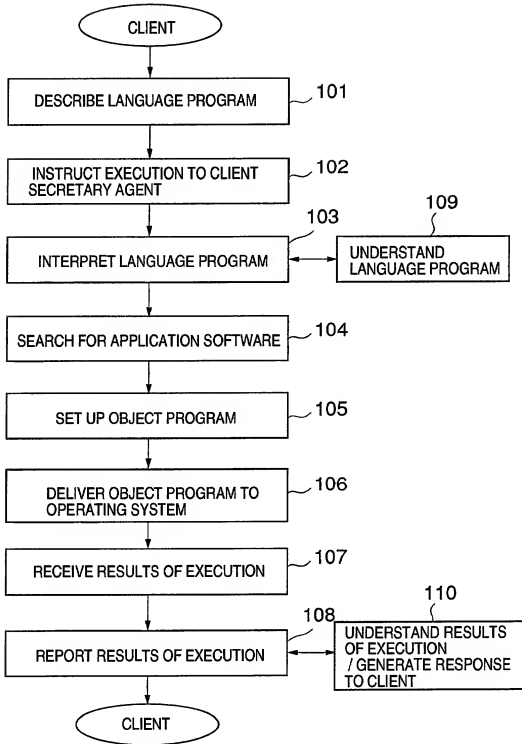 CLIENT
DESCRIBE LANGUAGE PROGRAM
101
INSTRUCT EXECUTION TO CLIENT
SECRETARY AGENT
102
INTERPRET LANGUAGE PROGRAM
103
UNDERSTAND
LANGUAGE PROGRAM
109
SEARCH FOR APPLICATION SOFTWARE
104
SET UP OBJECT PROGRAM
105
DELIVER OBJECT PROGRAM TO
OPERATING SYSTEM
106
RECEIVE RESULTS OF EXECUTION
107
REPORT RESULTS OF EXECUTION
108
UNDERSTAND RESULTS
OF EXECUTION
/ GENERATE RESPONSE
TO CLIENT
110
CLIENT